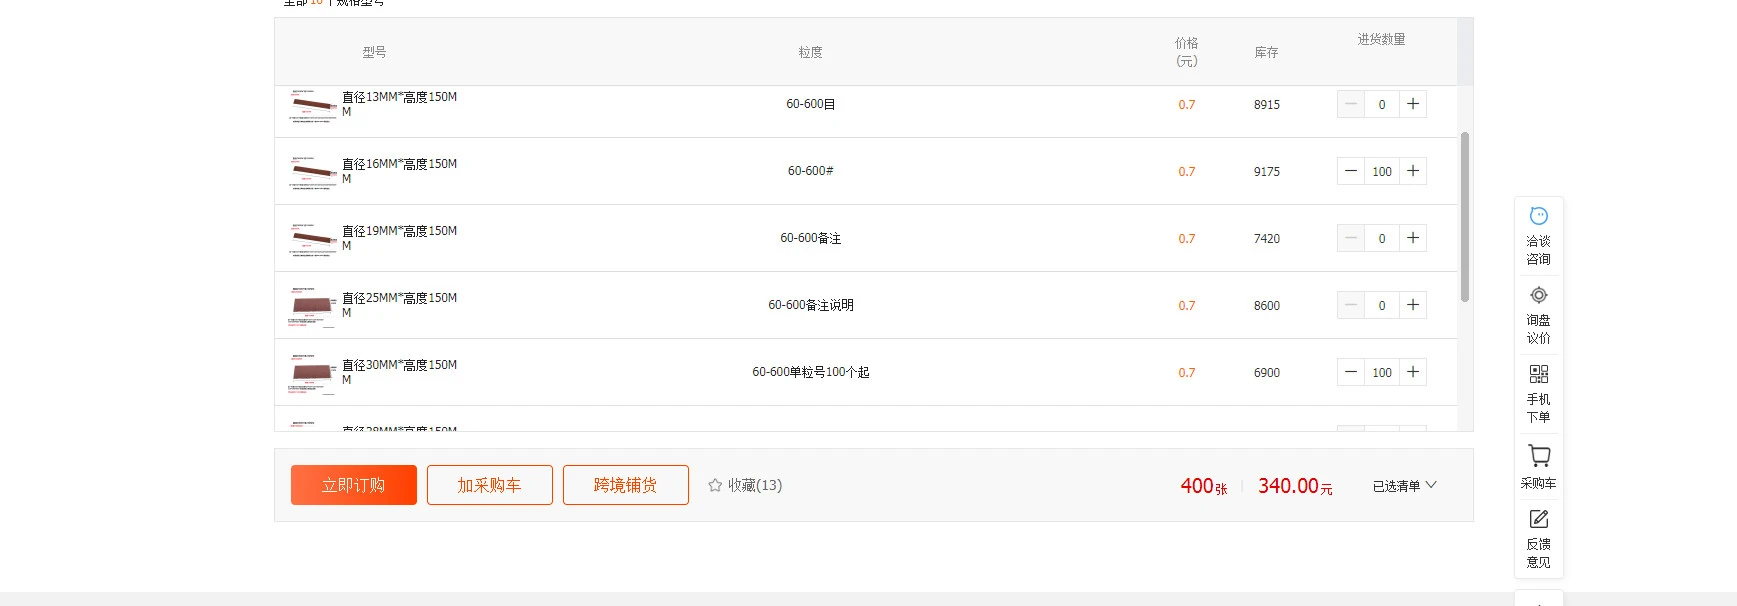 全部16个规格型号
型号
粒度
价格
(元)
库存
进货数量
直径13MM*高度150M
M
60-600目
0.7
8915
0
直径16MM*高度150M
M
60-600#
0.7
9175
100
直径19MM*高度150M
M
60-600备注
0.7
7420
0
直径25MM*高度150M
M
60-600备注说明
0.7
8600
0
直径30MM*高度150M
M
60-600单粒号100个起
0.7
6900
100
直径38MM*高度150M
立即订购
加采购车
跨境铺货
收藏(13)
400张
340.00元
已选清单
洽谈
咨询
询盘
议价
手机
下单
采购车
反馈
意见